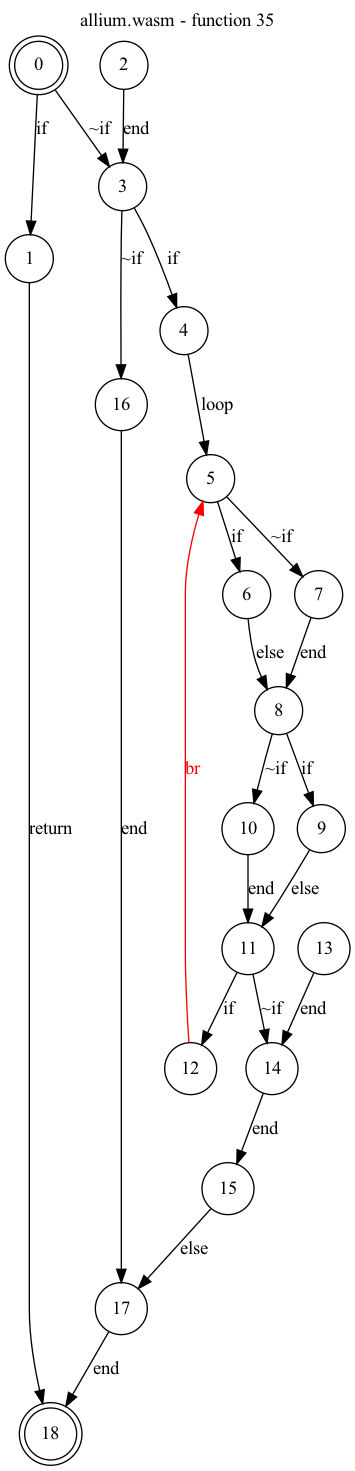 allium.wasm - function 35
0
2
if
~if
end
3
1
~if
if
4
16
loop
5
if
~if
6
7
else
end
8
br
~if
if
return
end
10
9
end
else
11
13
if
~if
end
12
14
end
15
else
17
end
18